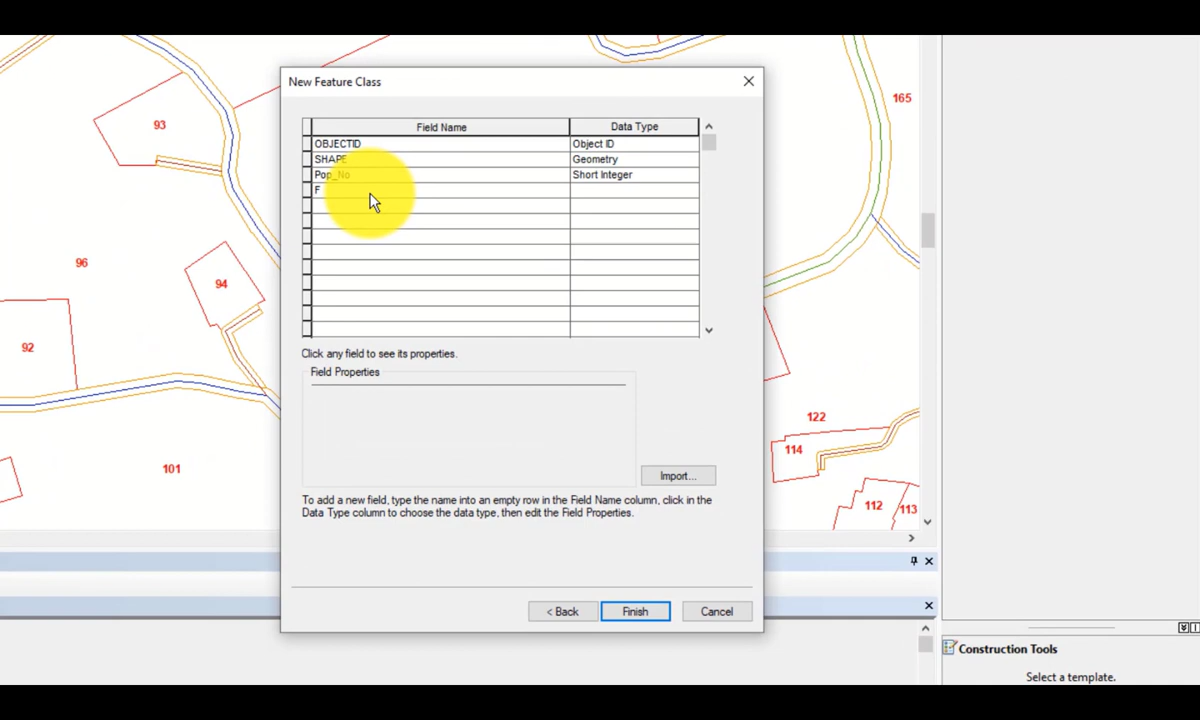 New Feature Class
Field Name Data Type
OBJECTID Object ID
SHAPE Geometry
Pop_No Short Integer
F
Click any field to see its properties.
Field Properties
Import...
To add a new field, type the name into an empty row in the Field Name column, click in the
Data Type column to choose the data type, then edit the Field Properties.
< Back Finish Cancel
93
165
96
94
92
122
114
101
112 113
Construction Tools
Select a template.